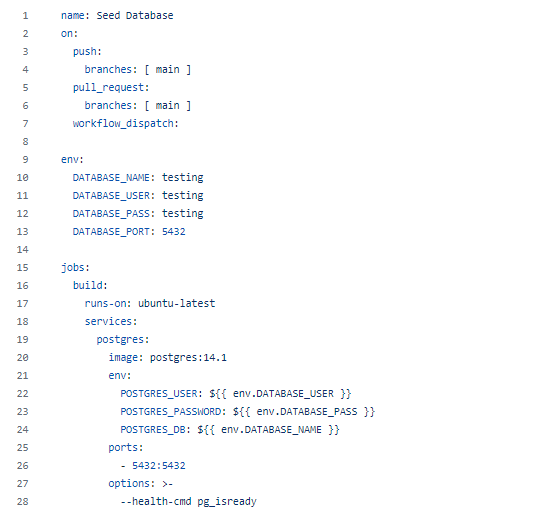 1 name: Seed Database
2 on:
3 push:
4 branches: [ main ]
5 pull_request:
6 branches: [ main ]
7 workflow_dispatch:
8
9 env:
10 DATABASE_NAME: testing
11 DATABASE_USER: testing
12 DATABASE_PASS: testing
13 DATABASE_PORT: 5432
14
15 jobs:
16 build:
17 runs-on: ubuntu-latest
18 services:
19 postgres:
20 image: postgres:14.1
21 env:
22 POSTGRES_USER: ${{ env.DATABASE_USER }}
23 POSTGRES_PASSWORD: ${{ env.DATABASE_PASS }}
24 POSTGRES_DB: ${{ env.DATABASE_NAME }}
25 ports:
26 - 5432:5432
27 options: >-
28 --health-cmd pg_isready